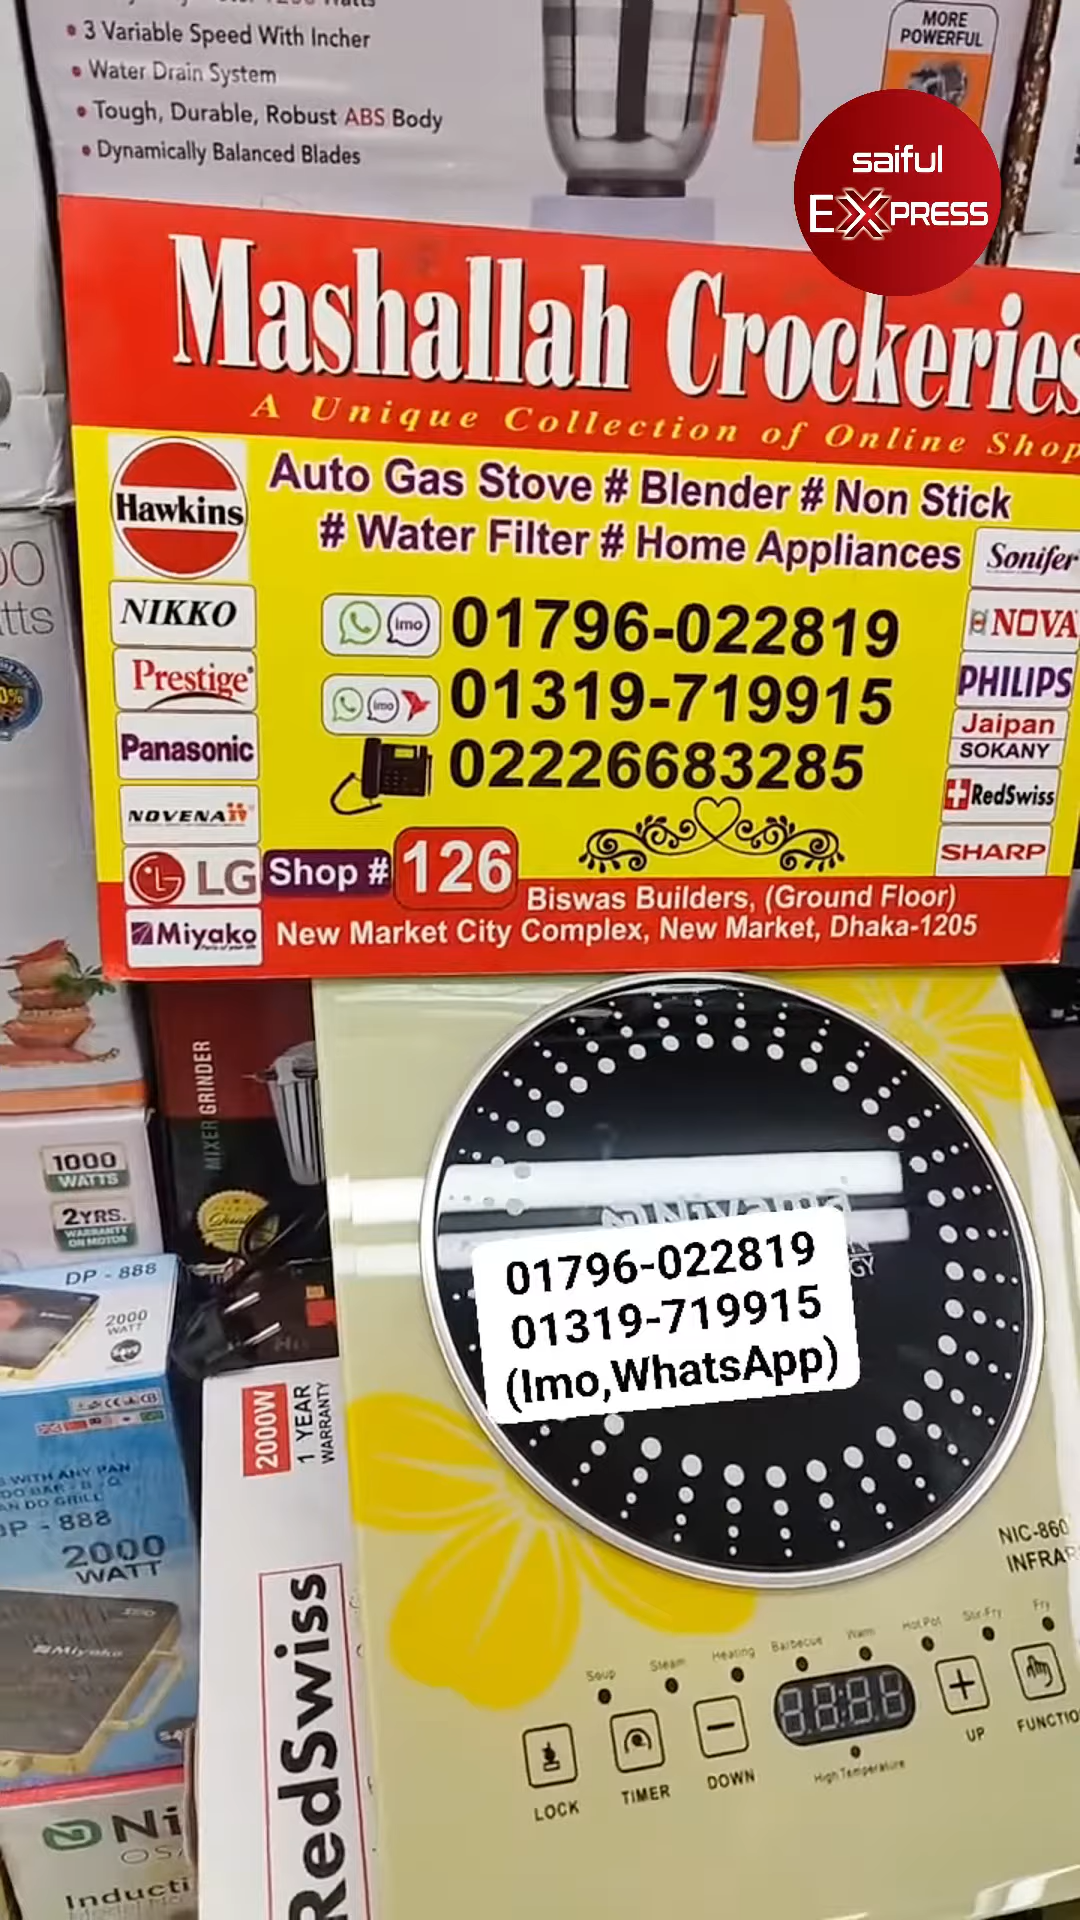 3 Variable Speed With Incher
Water Drain System
Tough, Durable, Robust ABS Body
Dynamically Balanced Blades
MORE
POWERFUL
saiful
EXPRESS
Mashallah Crockeries
A Unique Collection of Online Shop
Hawkins
Auto Gas Stove # Blender # Non Stick
# Water Filter # Home Appliances
NIKKO
Prestige
Panasonic
NOVENA
LG
Miyako
Sonifer
NOVA
PHILIPS
Jaipan
SOKANY
RedSwiss
SHARP
imo 01796-022819
imo 01319-719915
02226683285
Shop # 126
Biswas Builders, (Ground Floor)
New Market City Complex, New Market, Dhaka-1205
MIXER GRINDER
1000
WATTS
2YRS.
WARRANTY
ON MOTOR
DP - 888
2000
WATT
01796-022819
01319-719915
(Imo,WhatsApp)
2000W
1 YEAR
WARRANTY
2000
WATT
Miyako
RedSwiss
NIC-860
Soup
Steam
Heating
Barbecue
Warm
Hot Pot
Stir-Fry
Fry
LOCK
TIMER
DOWN
High Temperature
UP